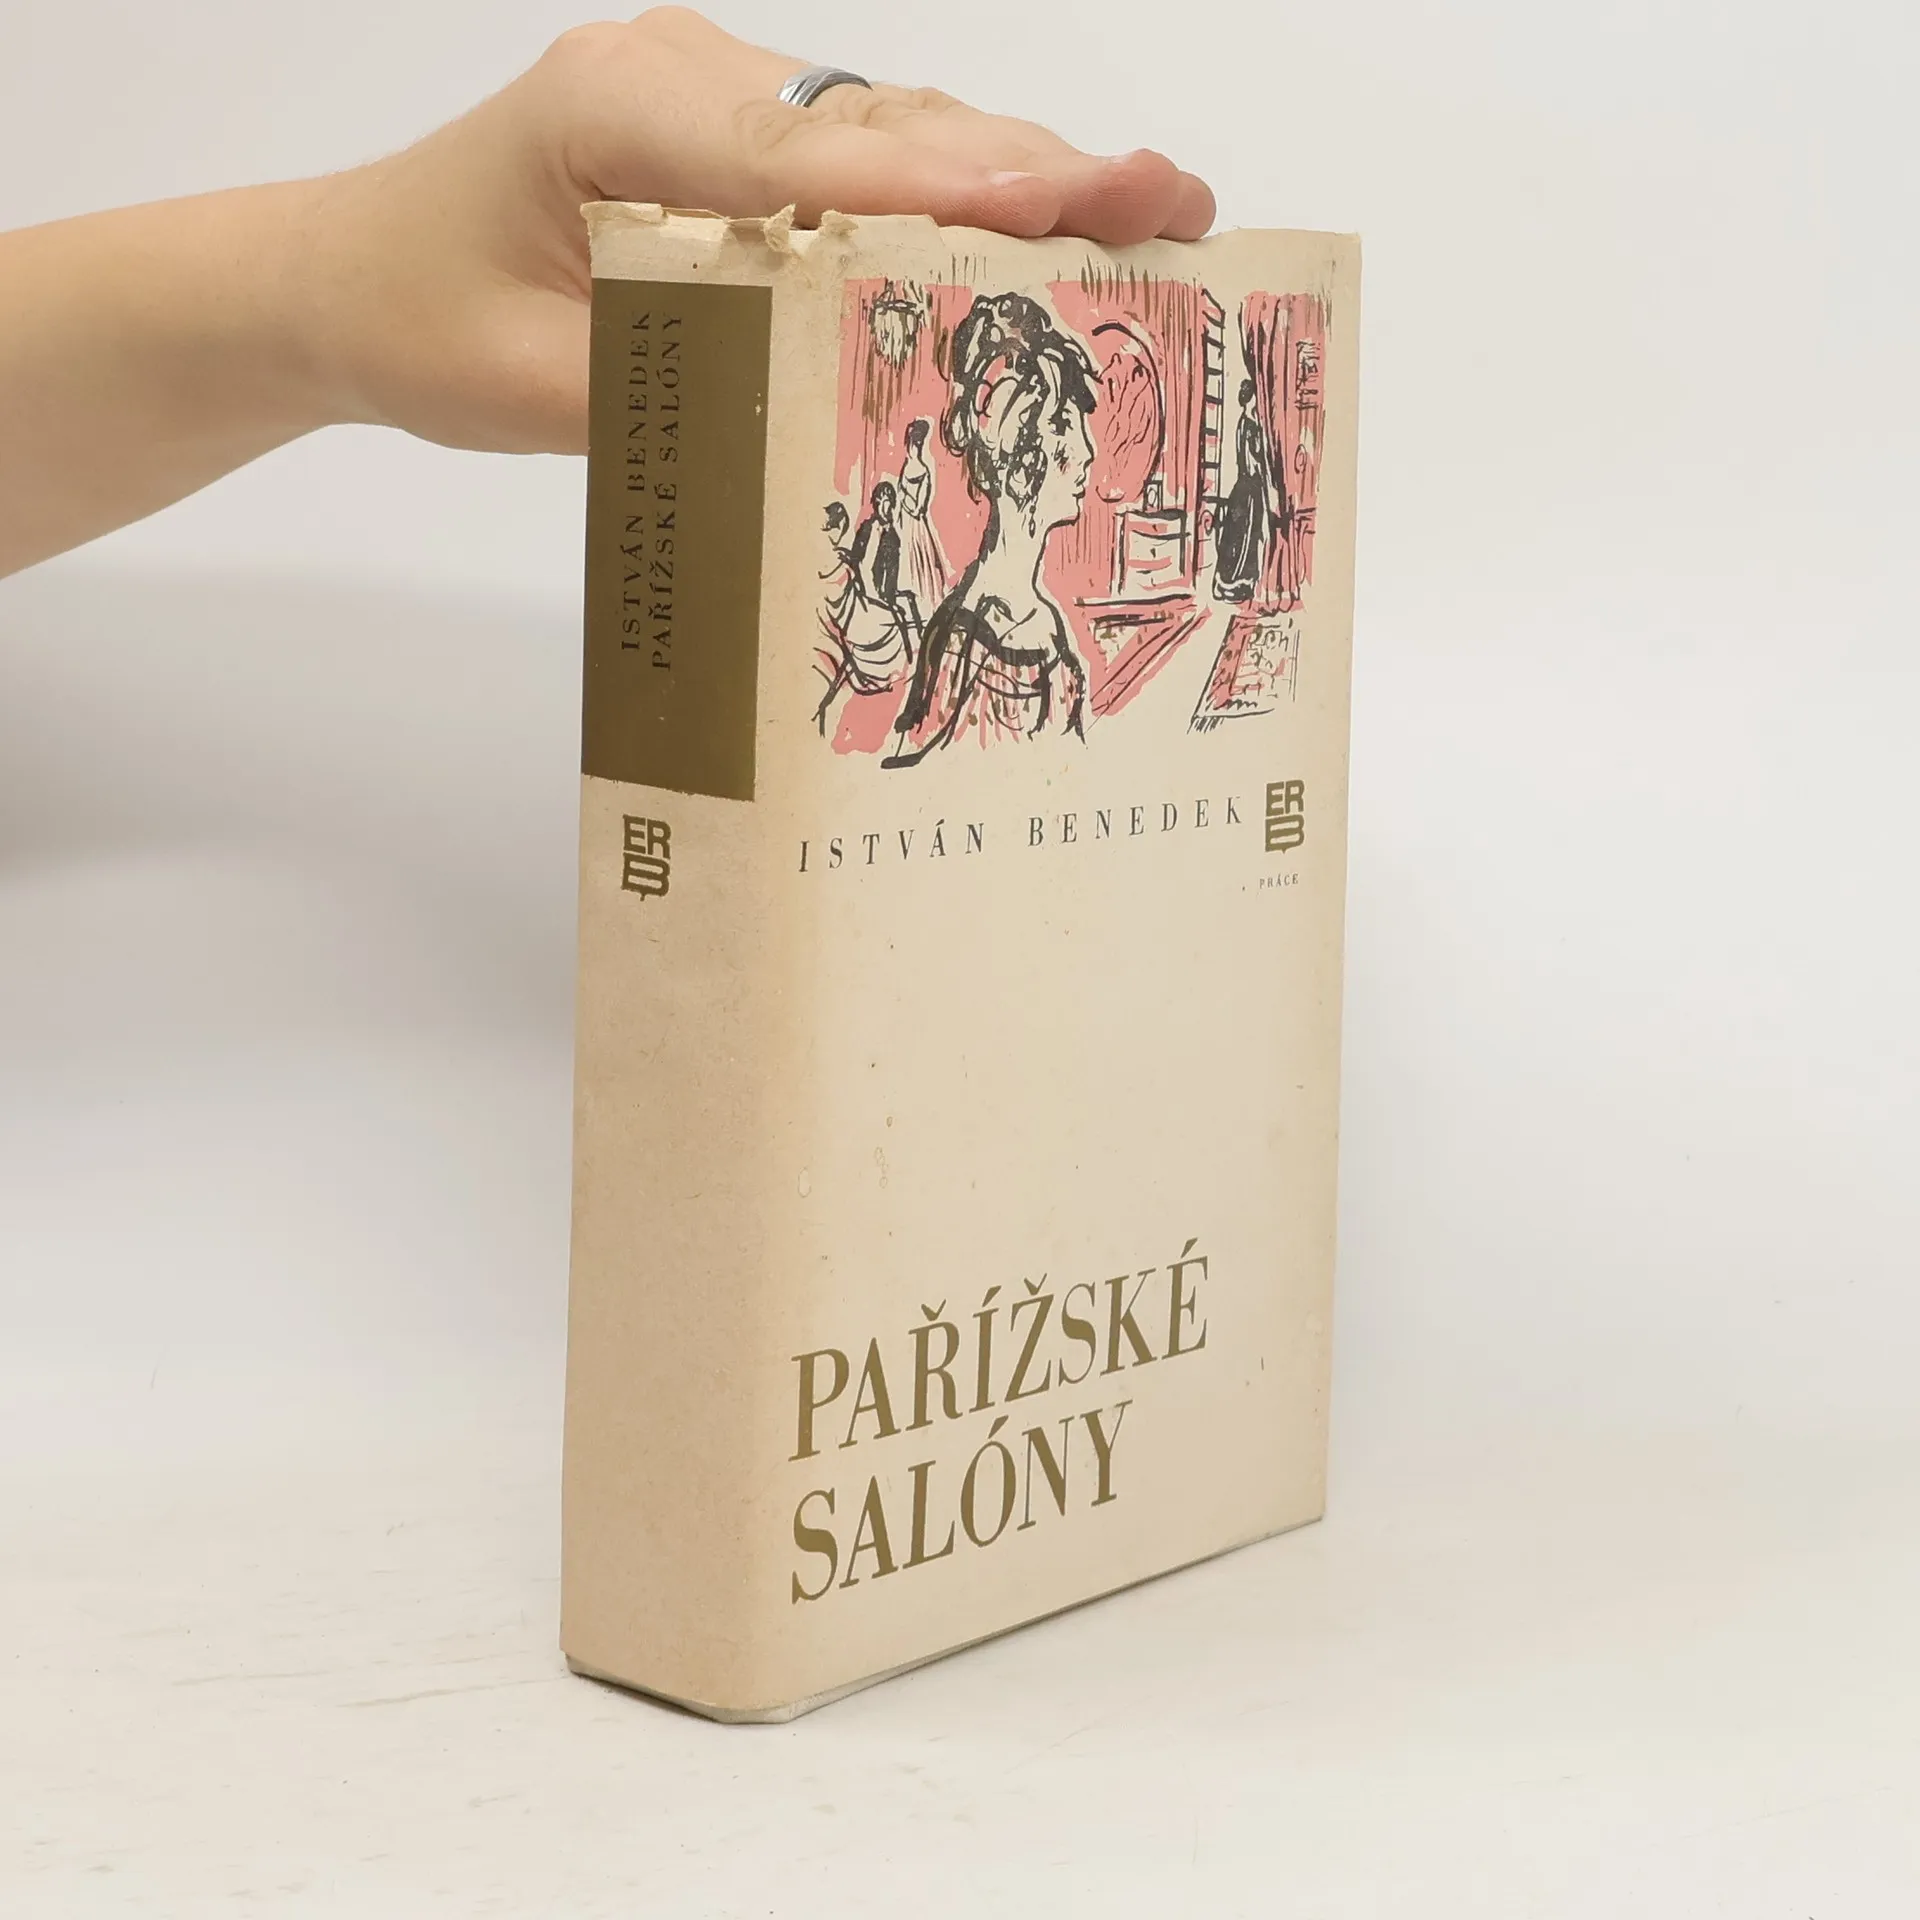 ISTVÁN BENEDEK
PAŘÍŽSKÉ SALÓNY
ERB
ISTVÁN BENEDEK
ERB
PRÁCE
PAŘÍŽSKÉ
SALÓNY